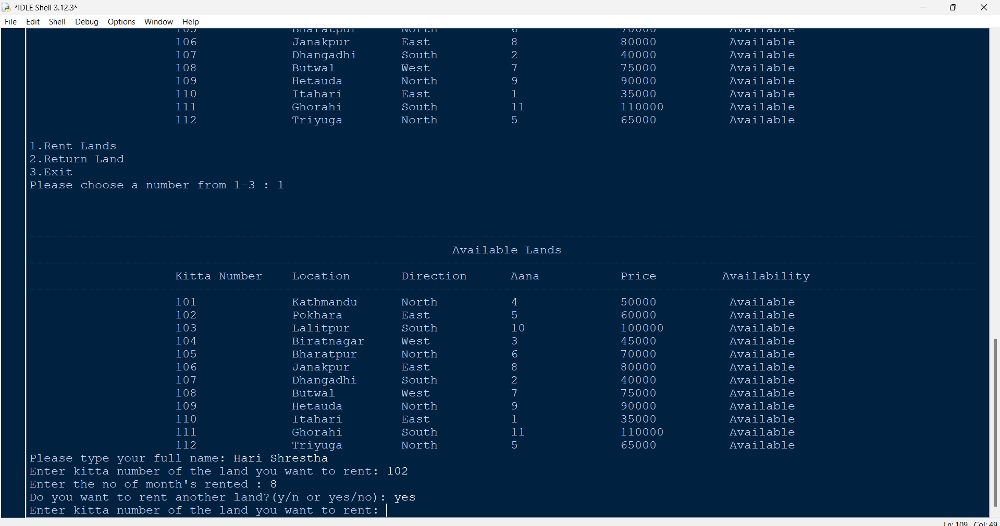 *IDLE Shell 3.12.3*
File Edit Shell Debug Options Window Help
105 Bharatpur North 6 70000 Available
106 Janakpur East 8 80000 Available
107 Dhangadhi South 2 40000 Available
108 Butwal West 7 75000 Available
109 Hetauda North 9 90000 Available
110 Itahari East 1 35000 Available
111 Ghorahi South 11 110000 Available
112 Triyuga North 5 65000 Available
1.Rent Lands
2.Return Land
3.Exit
Please choose a number from 1-3 : 1
Available Lands
Kitta Number Location Direction Aana Price Availability
101 Kathmandu North 4 50000 Available
102 Pokhara East 5 60000 Available
103 Lalitpur South 10 100000 Available
104 Biratnagar West 3 45000 Available
105 Bharatpur North 6 70000 Available
106 Janakpur East 8 80000 Available
107 Dhangadhi South 2 40000 Available
108 Butwal West 7 75000 Available
109 Hetauda North 9 90000 Available
110 Itahari East 1 35000 Available
111 Ghorahi South 11 110000 Available
112 Triyuga North 5 65000 Available
Please type your full name: Hari Shrestha
Enter kitta number of the land you want to rent: 102
Enter the no of month's rented : 8
Do you want to rent another land?(y/n or yes/no): yes
Enter kitta number of the land you want to rent:
Ln: 109 Col: 49